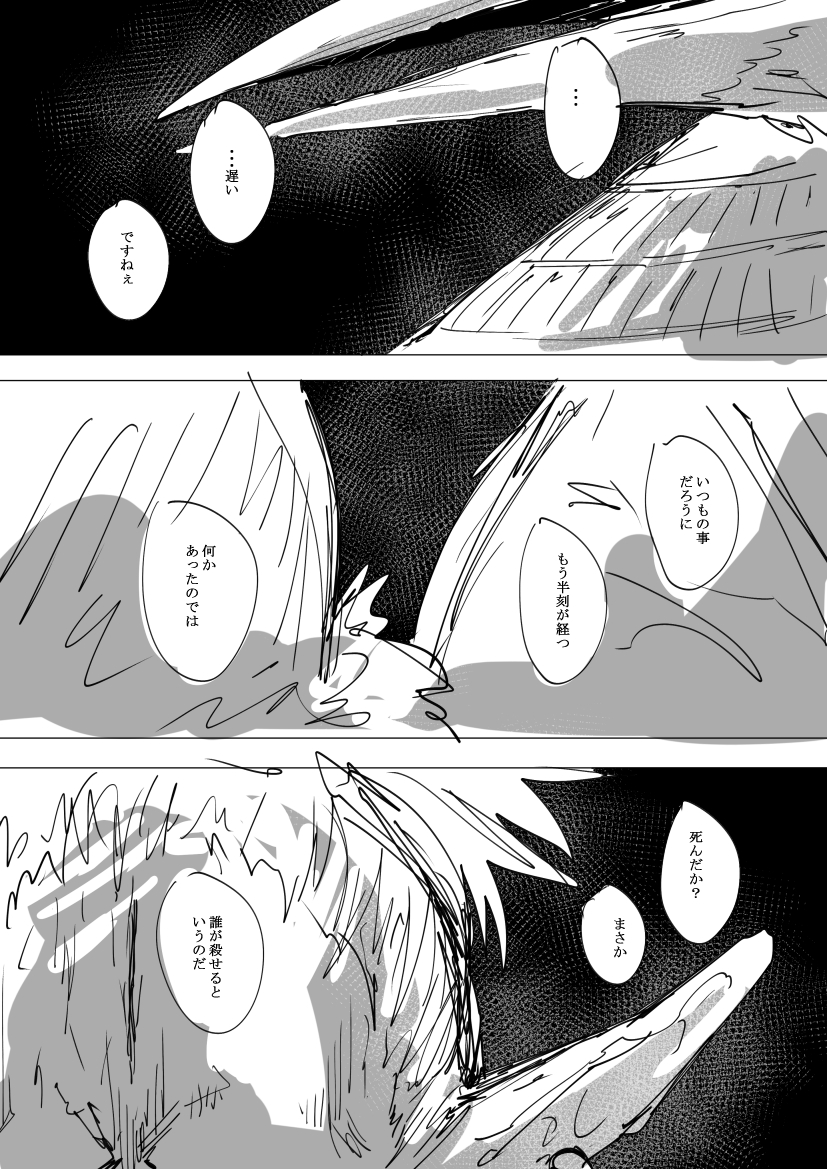 …
…遅い
ですねぇ
いつもの事
だろうに
もう半刻が経つ
何か
あったのでは
死んだか？
まさか
誰が殺せると
いうのだ